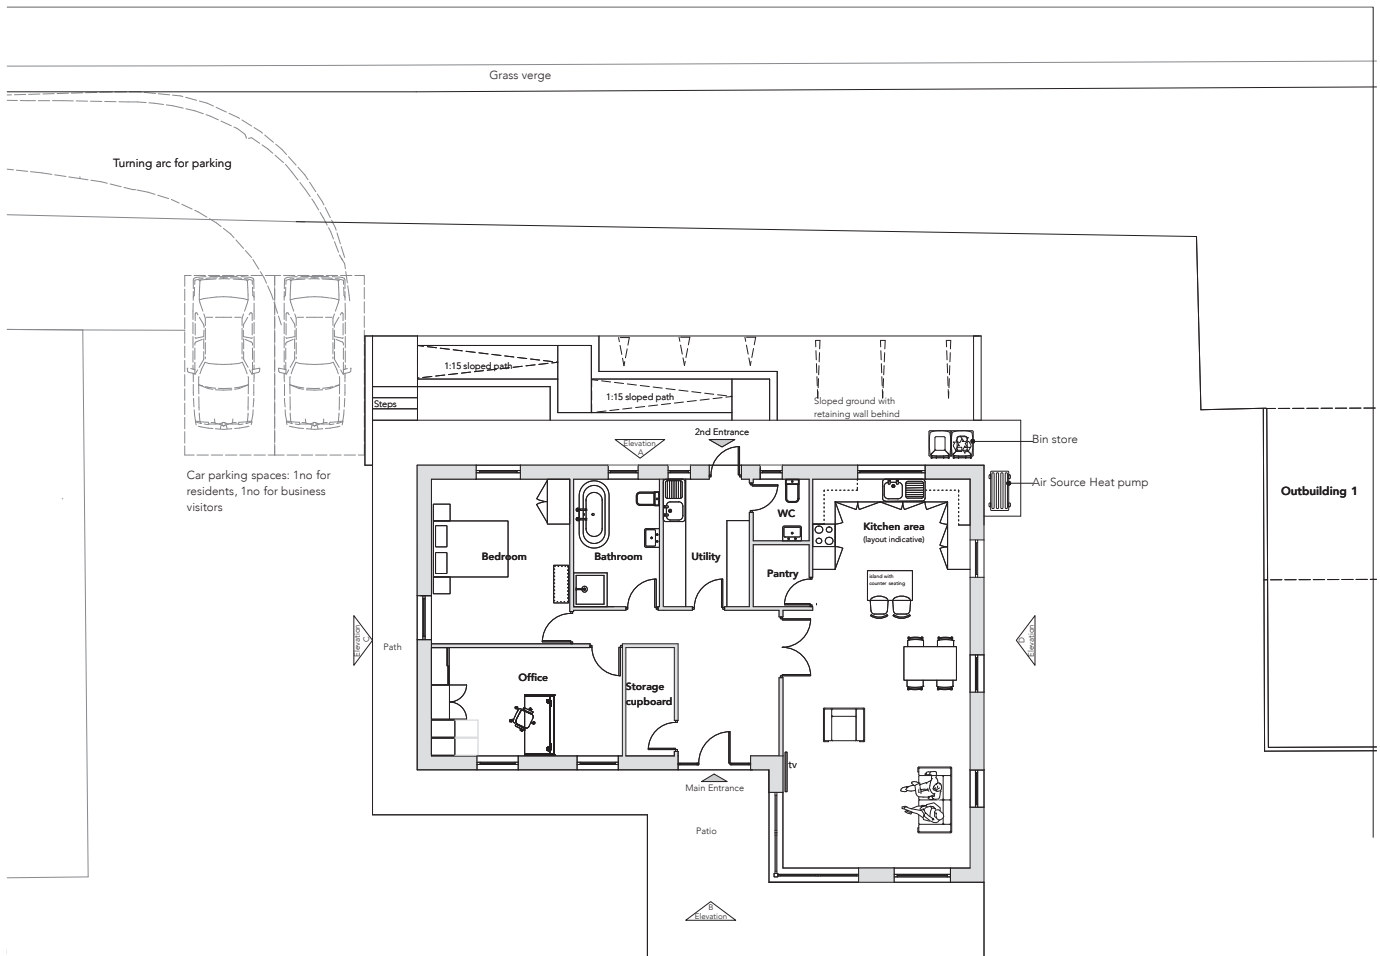 Grass verge
Turning arc for parking
1:15 sloped path
1:15 sloped path
Steps
Sloped ground with
retaining wall behind
2nd Entrance
Elevation
A
Bin store
Car parking spaces: 1no for
residents, 1no for business
visitors
Air Source Heat pump
Outbuilding 1
WC
Kitchen area
(layout indicative)
Bedroom
Bathroom
Utility
Pantry
island with
counter seating
Elevation
C
Path
D
Elevation
Office
Storage
cupboard
tv
Main Entrance
Patio
B
Elevation